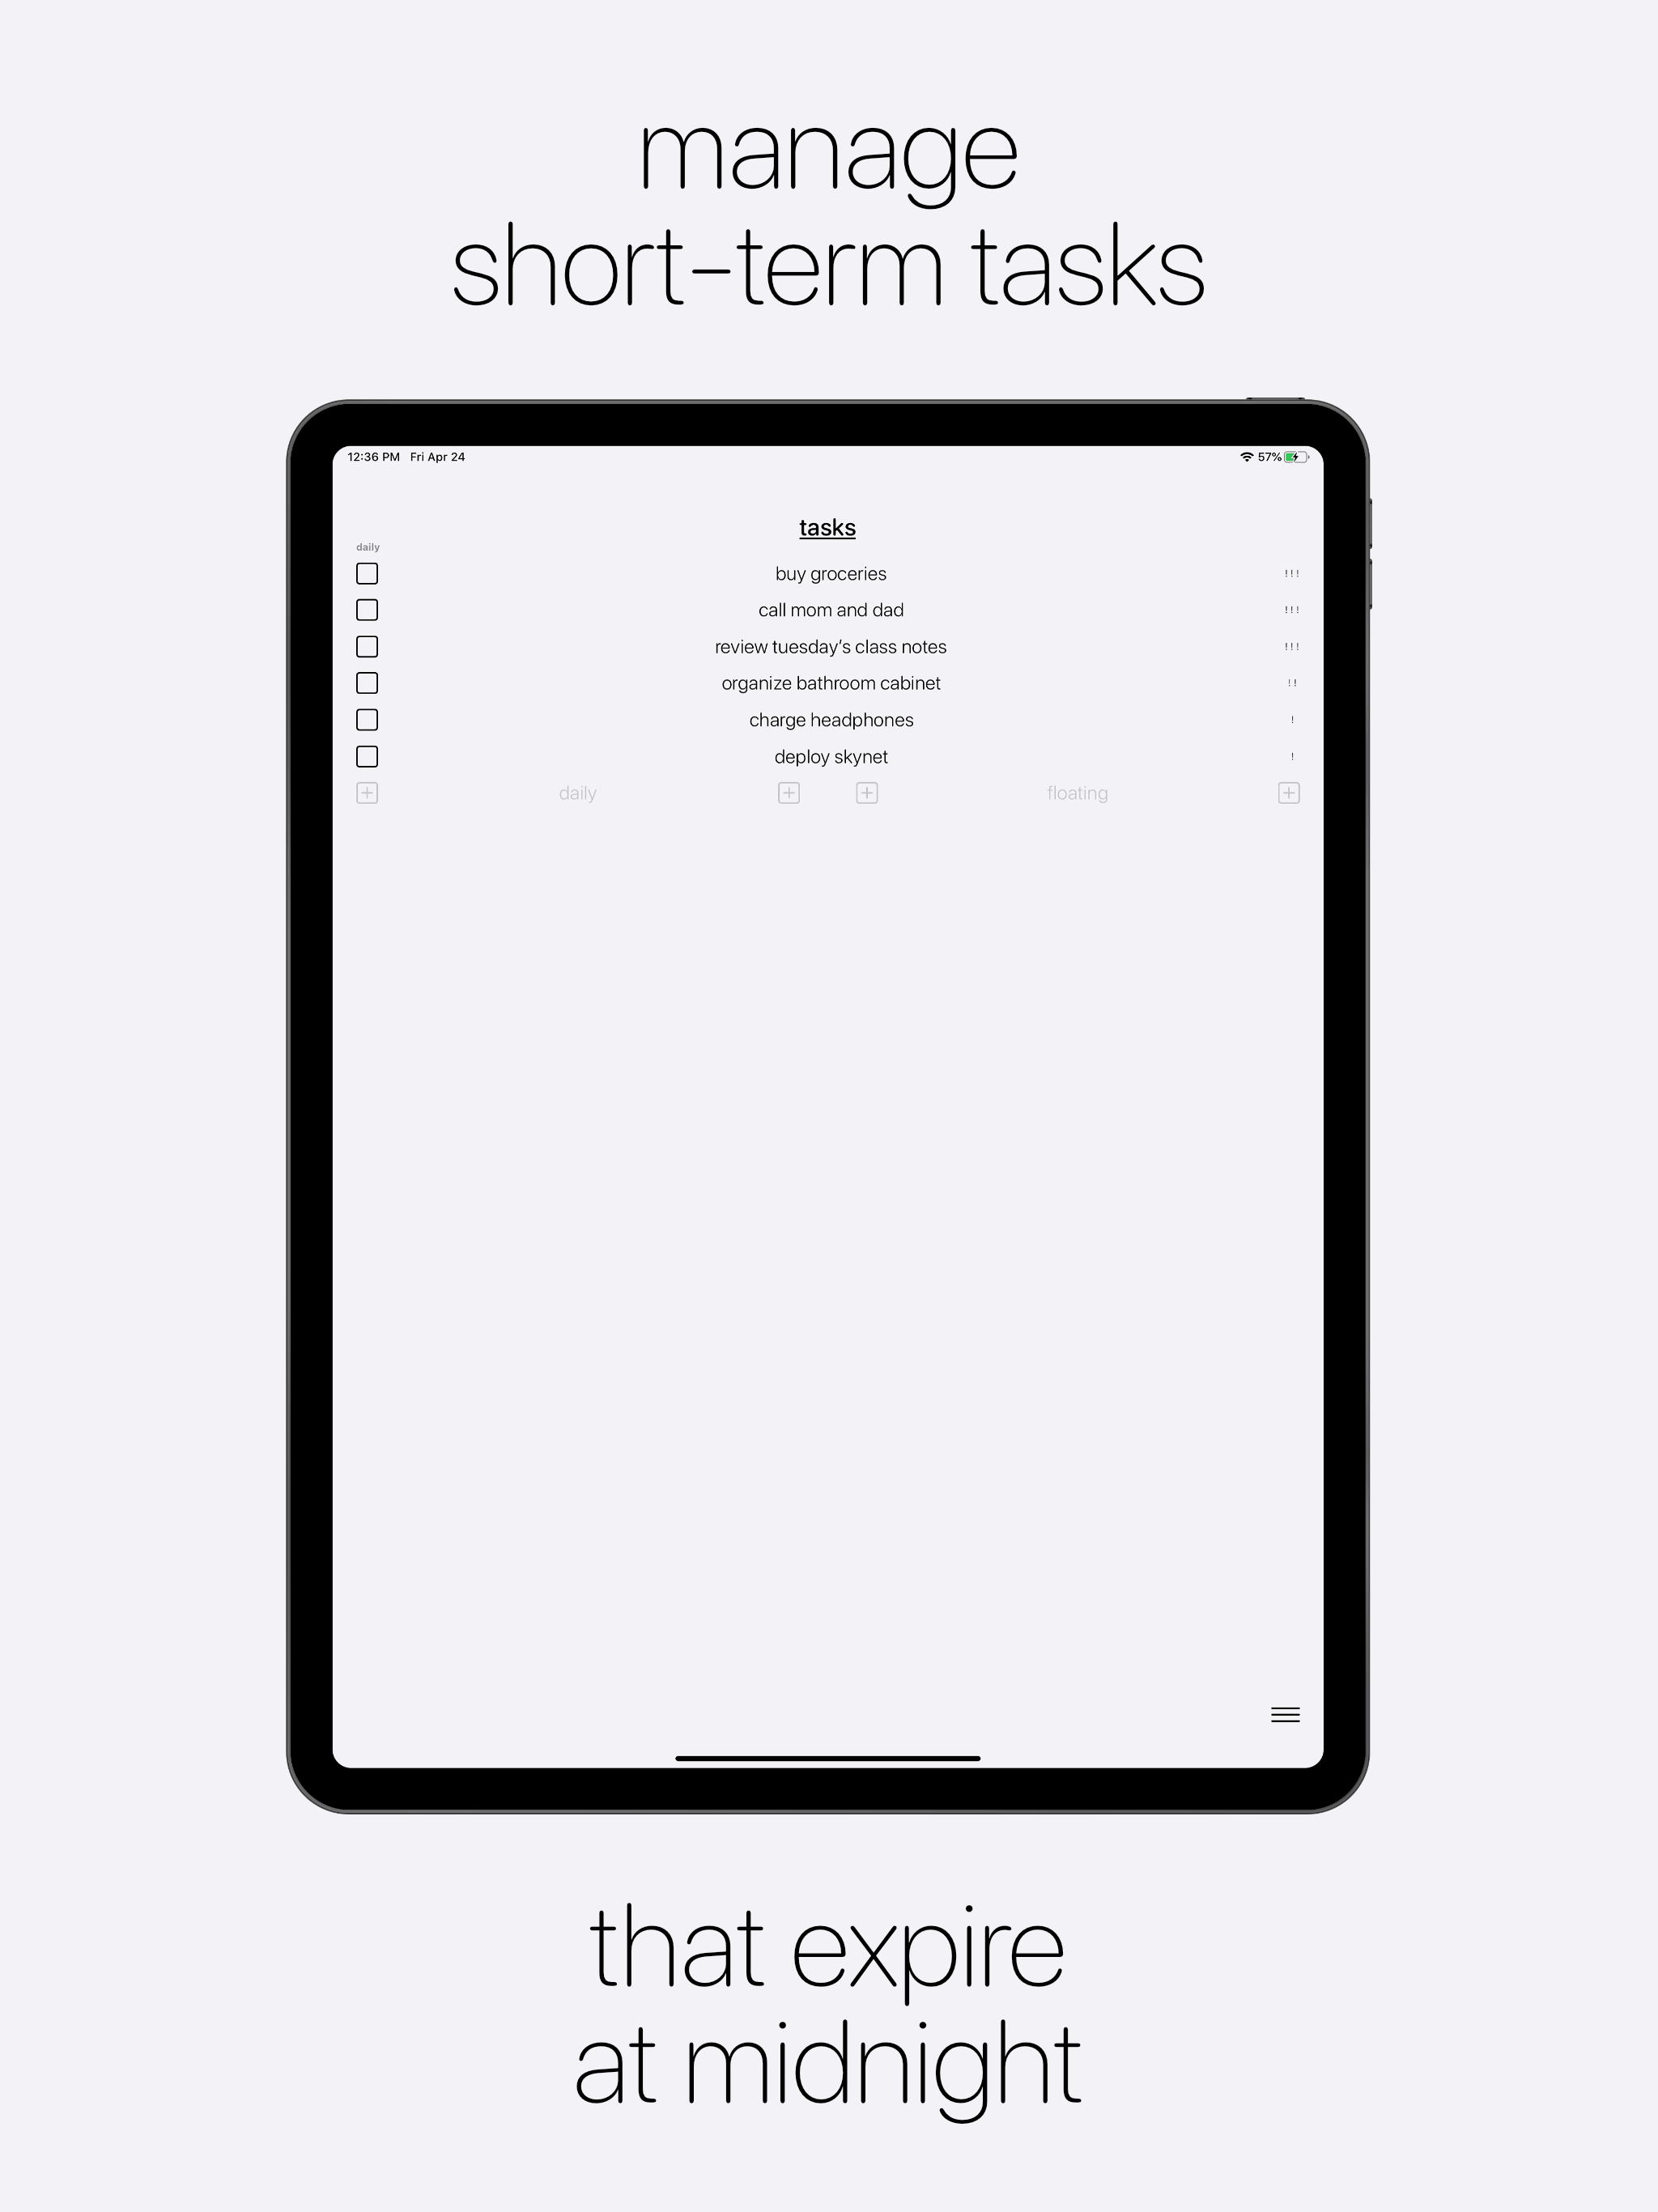 manage
short-term tasks
12:36 PM Fri Apr 24 57%
tasks
daily
buy groceries !!!
call mom and dad !!!
review tuesday's class notes !!!
organize bathroom cabinet !!
charge headphones !
deploy skynet !
daily floating
that expire
at midnight